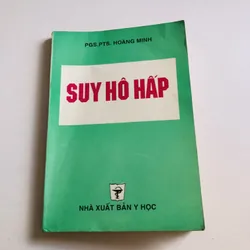 PGS.PTS. HOÀNG MINH
SUY HÔ HẤP
NHÀ XUẤT BẢN Y HỌC